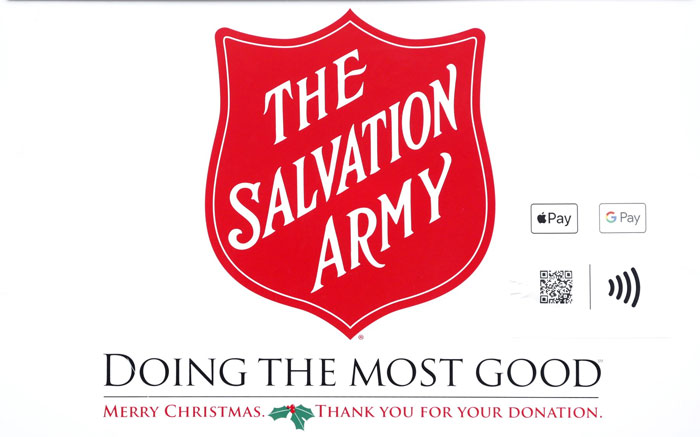 THE
SALVATION
ARMY
®
Pay
G Pay
DOING THE MOST GOOD
MERRY CHRISTMAS. THANK YOU FOR YOUR DONATION.